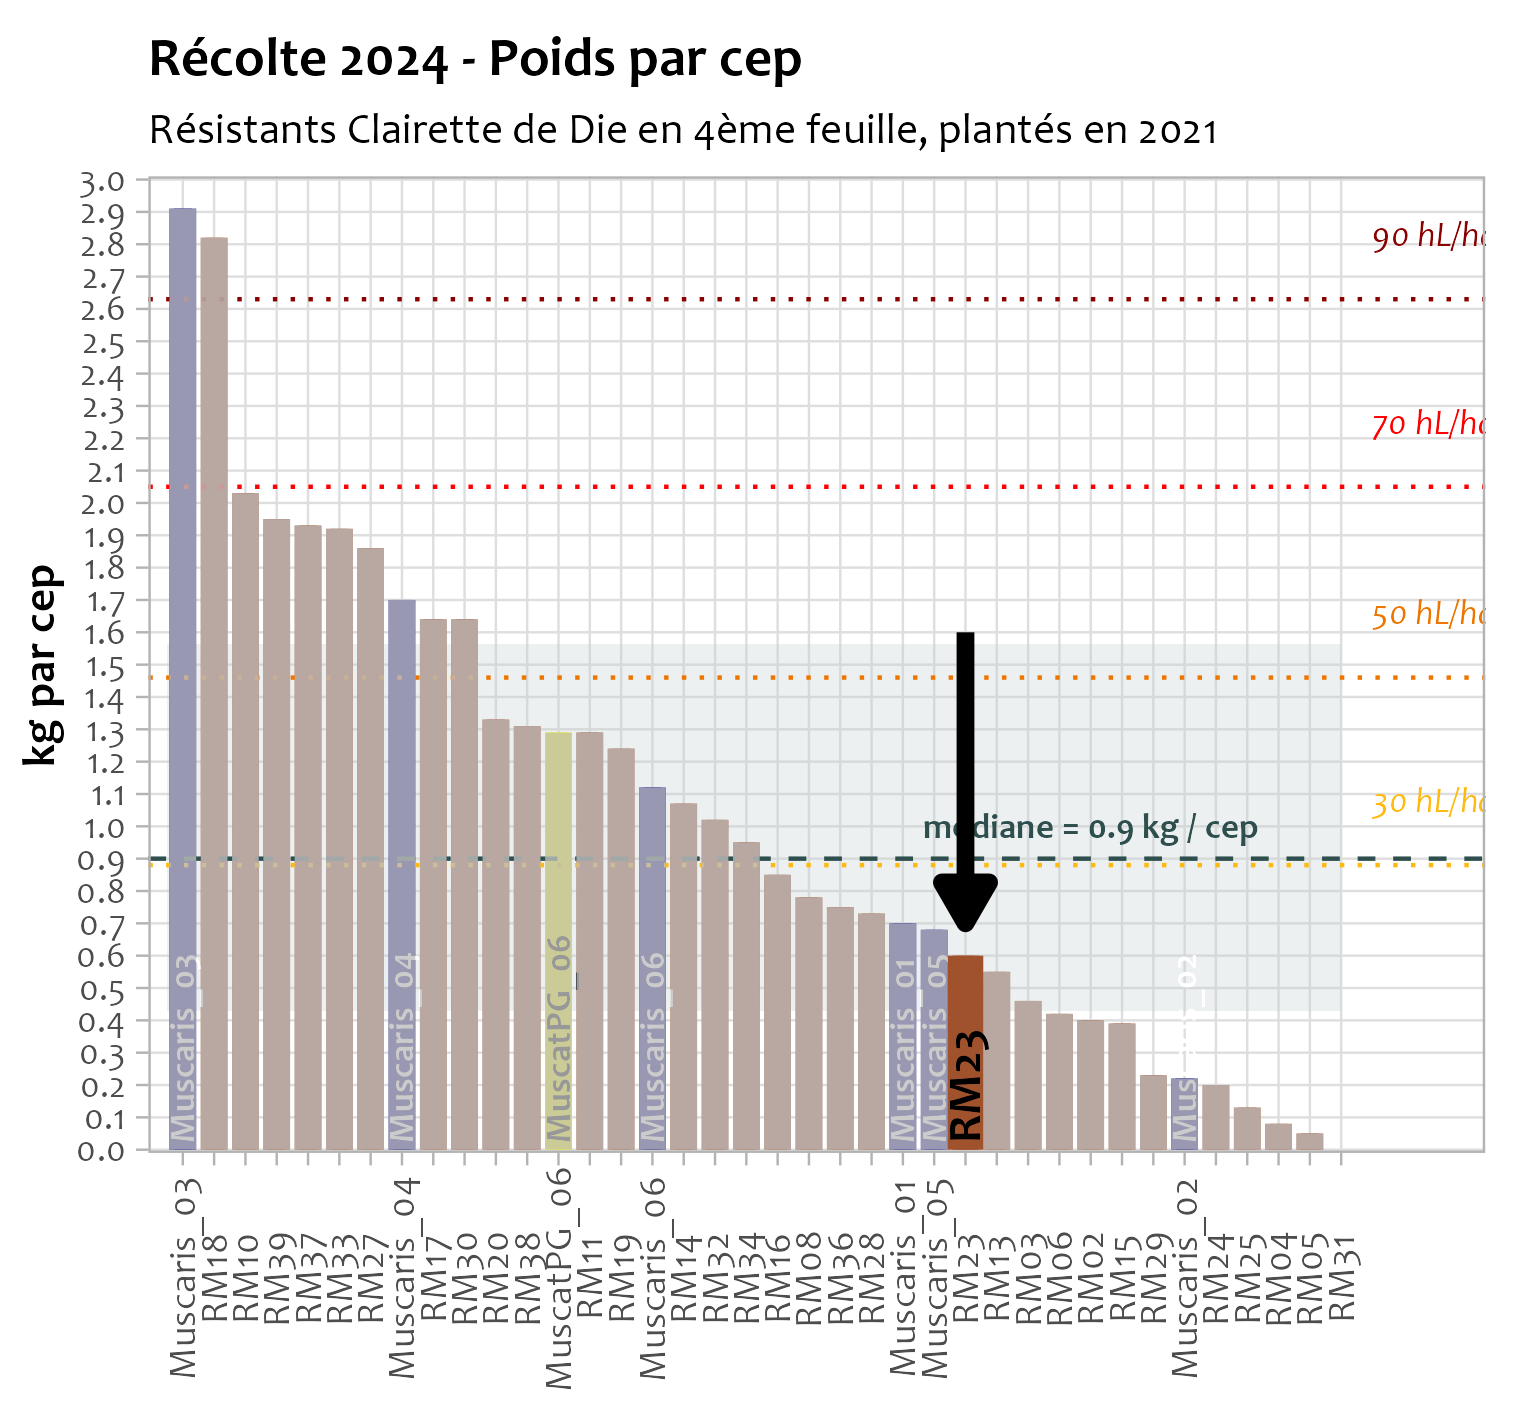 Récolte 2024 - Poids par cep
Résistants Clairette de Die en 4ème feuille, plantés en 2021
kg par cep
3.0
2.9
2.8
2.7
2.6
2.5
2.4
2.3
2.2
2.1
2.0
1.9
1.8
1.7
1.6
1.5
1.4
1.3
1.2
1.1
1.0
0.9
0.8
0.7
0.6
0.5
0.4
0.3
0.2
0.1
0.0
90 hL/ha
70 hL/ha
50 hL/ha
30 hL/ha
médiane = 0.9 kg / cep
Muscaris_03
Muscaris_04
MuscatPG_06
Muscaris_06
Muscaris_01
Muscaris_05
RM23
Muscaris_02
Muscaris_03
RM18
RM10
RM39
RM37
RM33
RM27
Muscaris_04
RM17
RM30
RM20
RM38
MuscatPG_06
RM11
RM19
Muscaris_06
RM14
RM32
RM34
RM16
RM08
RM36
RM28
Muscaris_01
Muscaris_05
RM23
RM13
RM03
RM06
RM02
RM15
RM29
Muscaris_02
RM24
RM25
RM04
RM05
RM31